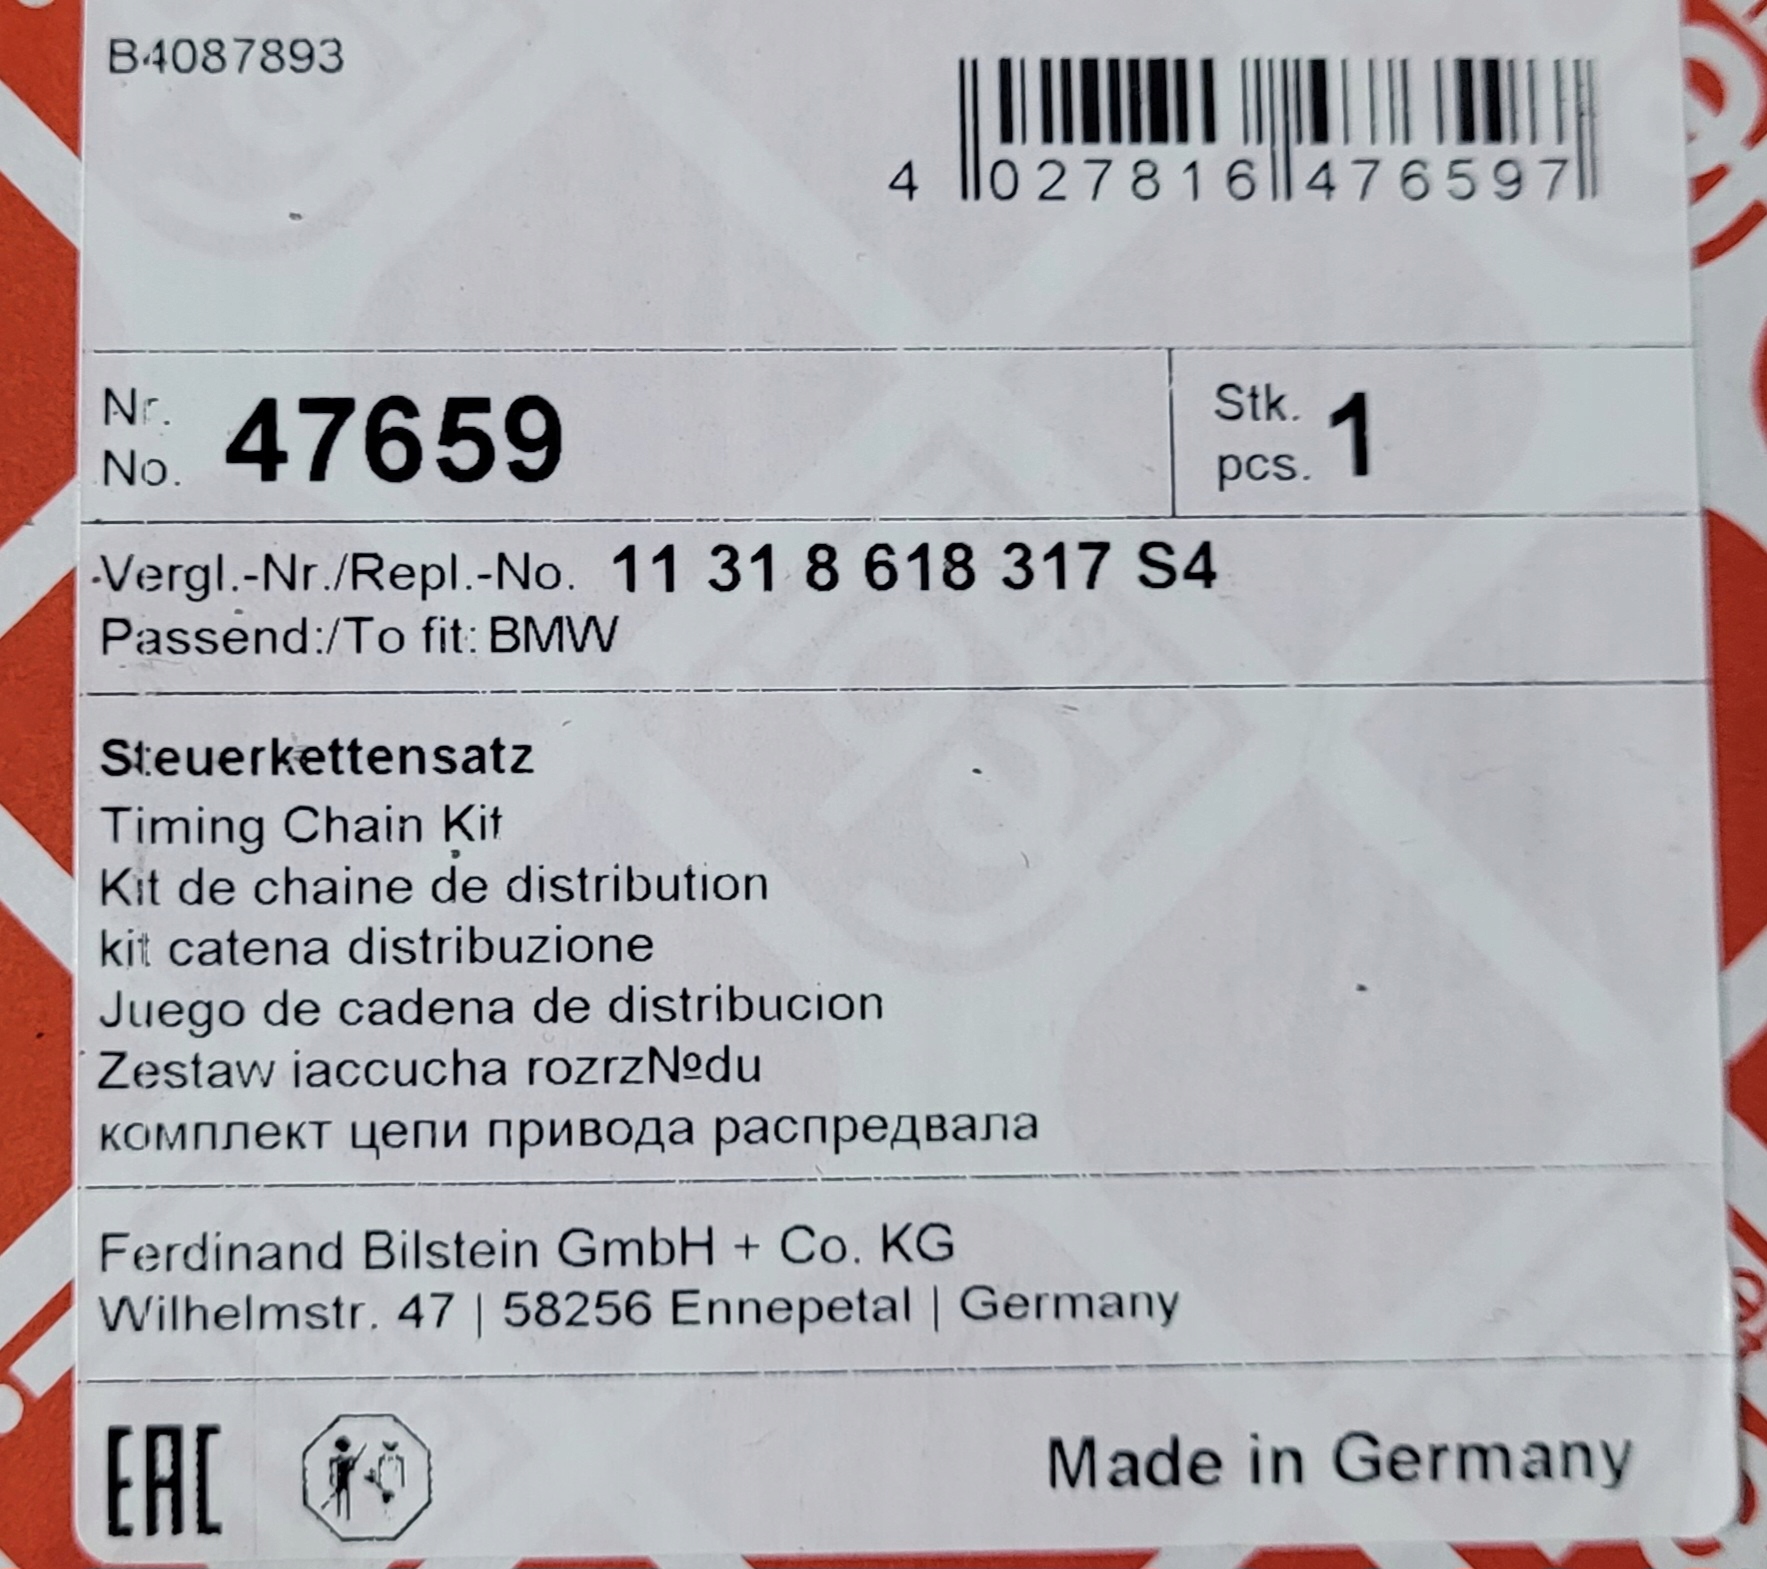 B4087893
4 027816 476597
Nr.
No. 47659
Stk.
pcs. 1
Vergl.-Nr./Repl.-No. 11 31 8 618 317 S4
Passend:/To fit: BMW
Steuerkettensatz
Timing Chain Kit
Kit de chaine de distribution
kit catena distribuzione
Juego de cadena de distribucion
Zestaw iaccucha rozrz№du
комплект цепи привода распредвала
Ferdinand Bilstein GmbH + Co. KG
Wilhelmstr. 47 | 58256 Ennepetal | Germany
EAC
Made in Germany